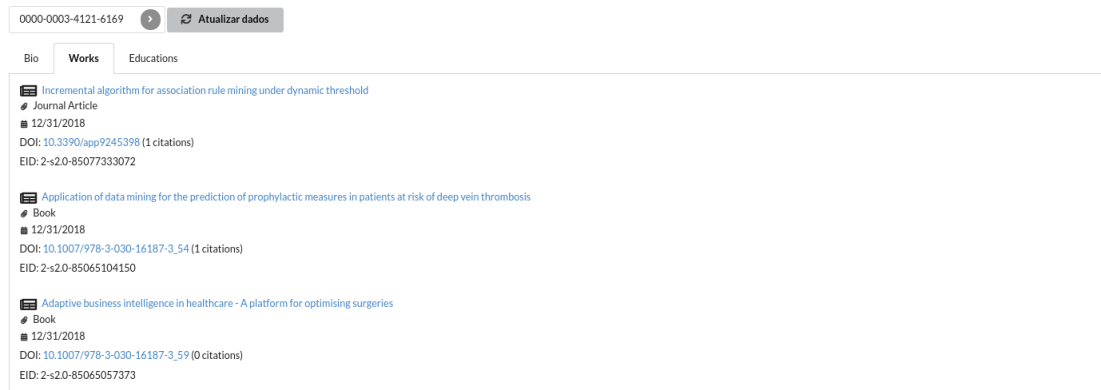 0000-0003-4121-6169
Atualizar dados
Bio Works Educations
Incremental algorithm for association rule mining under dynamic threshold
Journal Article
12/31/2018
DOI: 10.3390/app9245398 (1 citations)
EID: 2-s2.0-85077333072
Application of data mining for the prediction of prophylactic measures in patients at risk of deep vein thrombosis
Book
12/31/2018
DOI: 10.1007/978-3-030-16187-3_54 (1 citations)
EID: 2-s2.0-85065104150
Adaptive business intelligence in healthcare - A platform for optimising surgeries
Book
12/31/2018
DOI: 10.1007/978-3-030-16187-3_59 (0 citations)
EID: 2-s2.0-85065057373